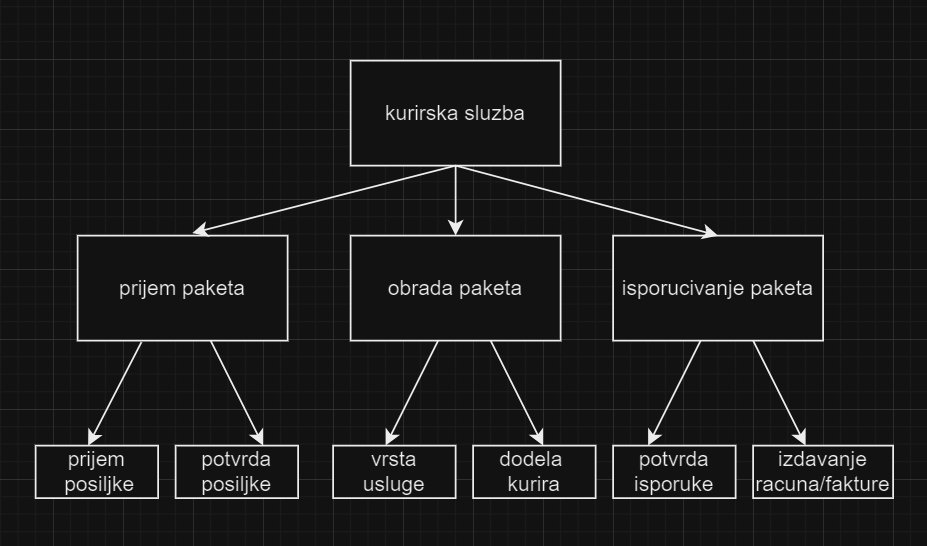 kurirska sluzba
prijem paketa
obrada paketa
isporucivanje paketa
prijem
posiljke
potvrda
posiljke
vrsta
usluge
dodela
kurira
potvrda
isporuke
izdavanje
racuna/fakture